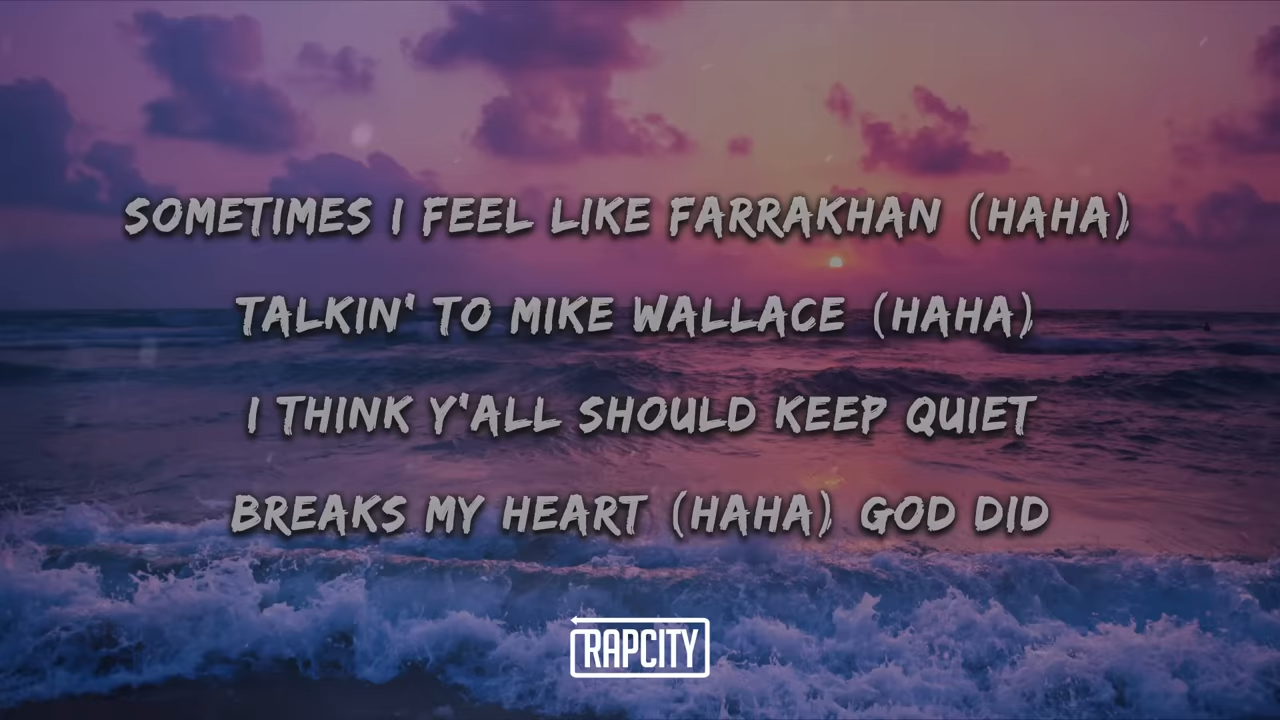 SOMETIMES I FEEL LIKE FARRAKHAN (HAHA)
TALKIN' TO MIKE WALLACE (HAHA)
I THINK Y'ALL SHOULD KEEP QUIET
BREAKS MY HEART (HAHA) GOD DID
RAPCITY